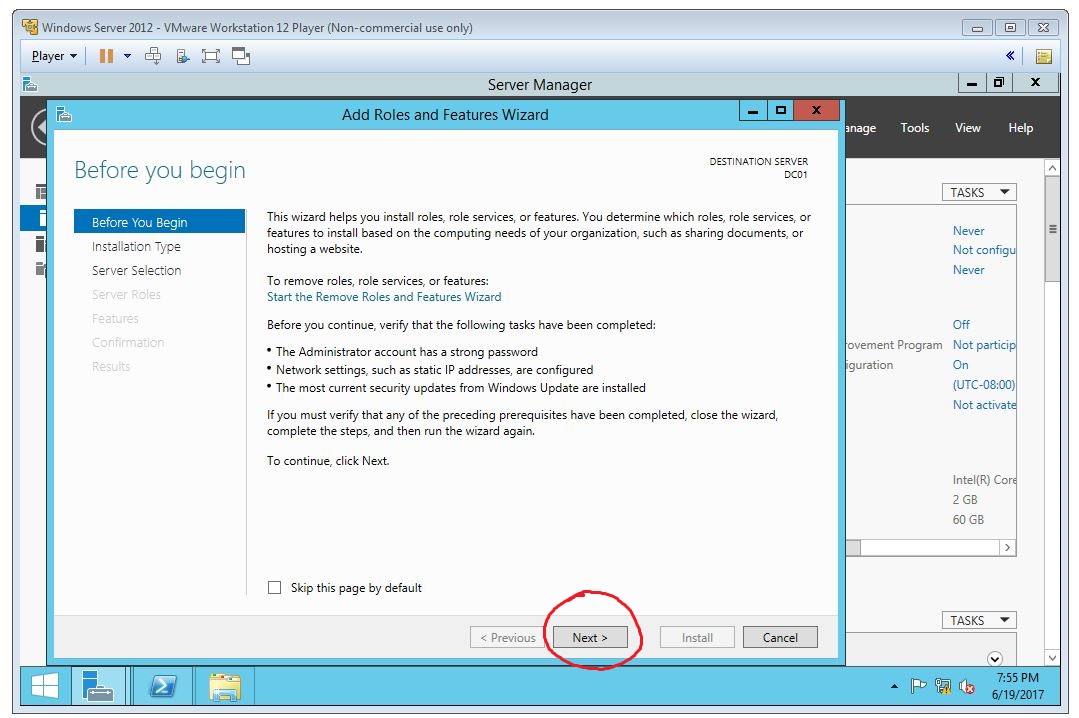 Windows Server 2012 - VMware Workstation 12 Player (Non-commercial use only)
Player
Server Manager
Add Roles and Features Wizard
Tools
View
Help
Before you begin
DESTINATION SERVER
DC01
TASKS
Before You Begin
Installation Type
Server Selection
Server Roles
Features
Confirmation
Results
This wizard helps you install roles, role services, or features. You determine which roles, role services, or
features to install based on the computing needs of your organization, such as sharing documents, or
hosting a website.
To remove roles, role services, or features:
Start the Remove Roles and Features Wizard
Before you continue, verify that the following tasks have been completed:
• The Administrator account has a strong password
• Network settings, such as static IP addresses, are configured
• The most current security updates from Windows Update are installed
If you must verify that any of the preceding prerequisites have been completed, close the wizard,
complete the steps, and then run the wizard again.
To continue, click Next.
Skip this page by default
< Previous
Next >
Install
Cancel
Never
Not configu
Never
Off
rovement Program Not particip
iguration On
(UTC-08:00)
Not activate
Intel(R) Core
2 GB
60 GB
TASKS
7:55 PM
6/19/2017